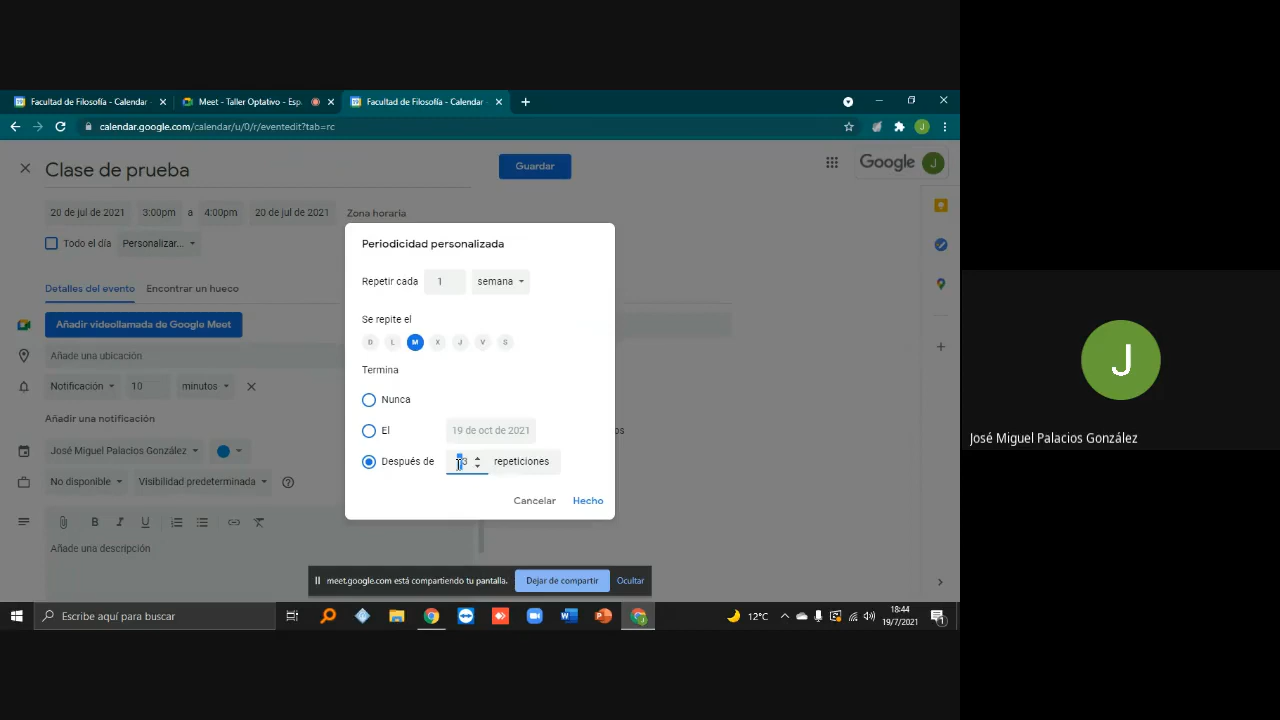 Facultad de Filosofía - Calendar
Meet - Taller Optativo - Esp
Facultad de Filosofía - Calendar
calendar.google.com/calendar/u/0/r/eventedit?tab=rc
J
Clase de prueba
Guardar
Google
J
20 de jul de 2021 3:00pm a 4:00pm 20 de jul de 2021 Zona horaria
Todo el día Personalizar...
Detalles del evento Encontrar un hueco
Añadir videollamada de Google Meet
Añade una ubicación
Notificación 10 minutos
Añadir una notificación
José Miguel Palacios González
No disponible Visibilidad predeterminada
B I U
Añade una descripción
Periodicidad personalizada
Repetir cada 1 semana
Se repite el
D L M X J V S
Termina
Nunca
El 19 de oct de 2021
Después de 13 repeticiones
Cancelar Hecho
os
meet.google.com está compartiendo tu pantalla. Dejar de compartir Ocultar
Escribe aquí para buscar
12°C
18:44
19/7/2021
1
J
José Miguel Palacios González